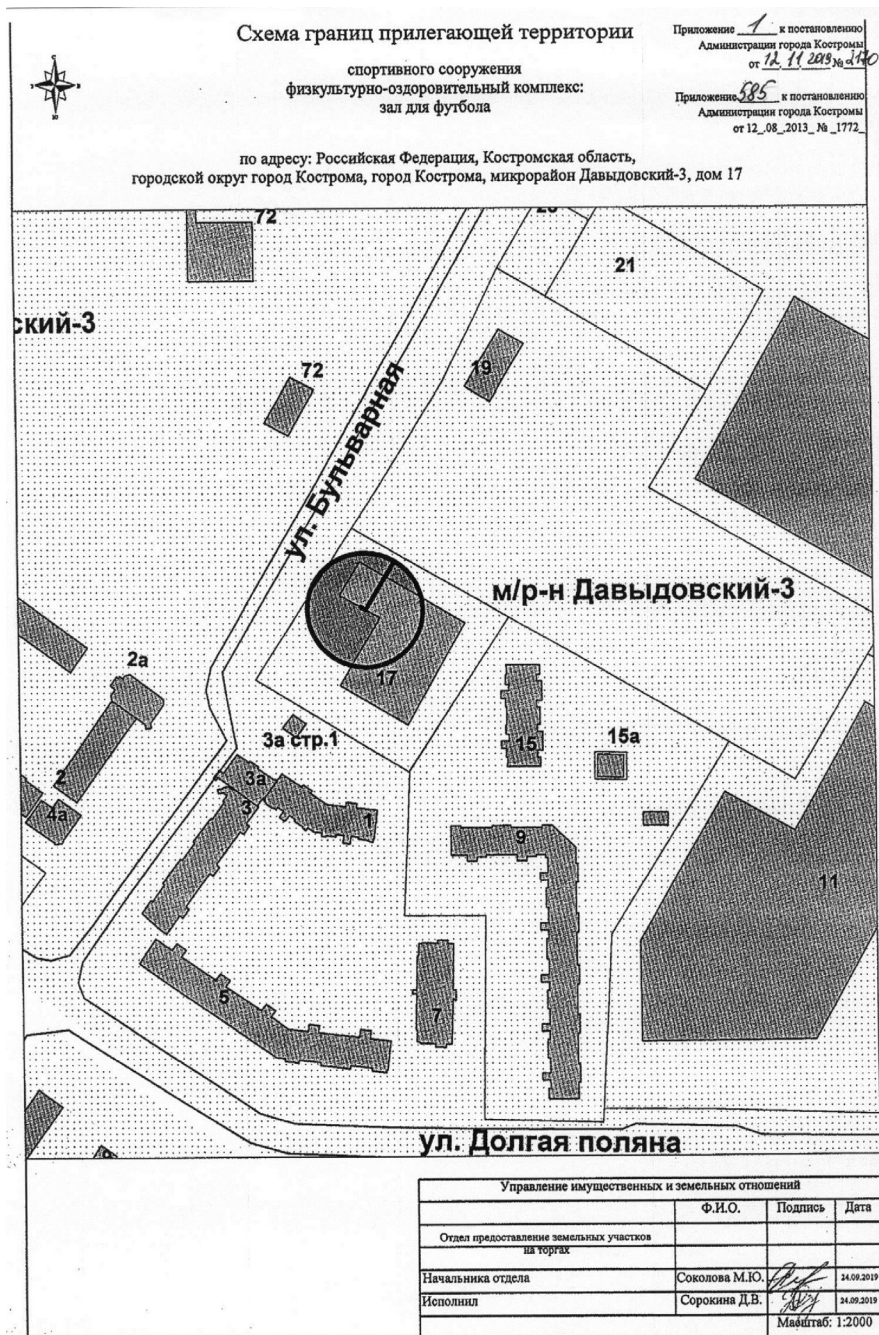 Схема границ прилегающей территории
спортивного сооружения
физкультурно-оздоровительный комплекс:
зал для футбола
Приложение 1 к постановлению
Администрации города Костромы
от 12 11 2019 № 2170
Приложение 585 к постановлению
Администрации города Костромы
от 12_.08_.2013_ № _1772_
по адресу: Российская Федерация, Костромская область,
городской округ город Кострома, город Кострома, микрорайон Давыдовский-3, дом 17
72
21
ский-3
19
72
ул. Бульварная
м/р-н Давыдовский-3
17
2а
3а стр.1
15
15а
2
3а
3
4а
1
9
11
5
7
ул. Долгая поляна
Управление имущественных и земельных отношений
Ф.И.О. Подпись Дата
Отдел предоставление земельных участков
на торгах
Начальника отдела Соколова М.Ю. 24.09.2019
Исполнил Сорокина Д.В. 24.09.2019
Масштаб: 1:2000